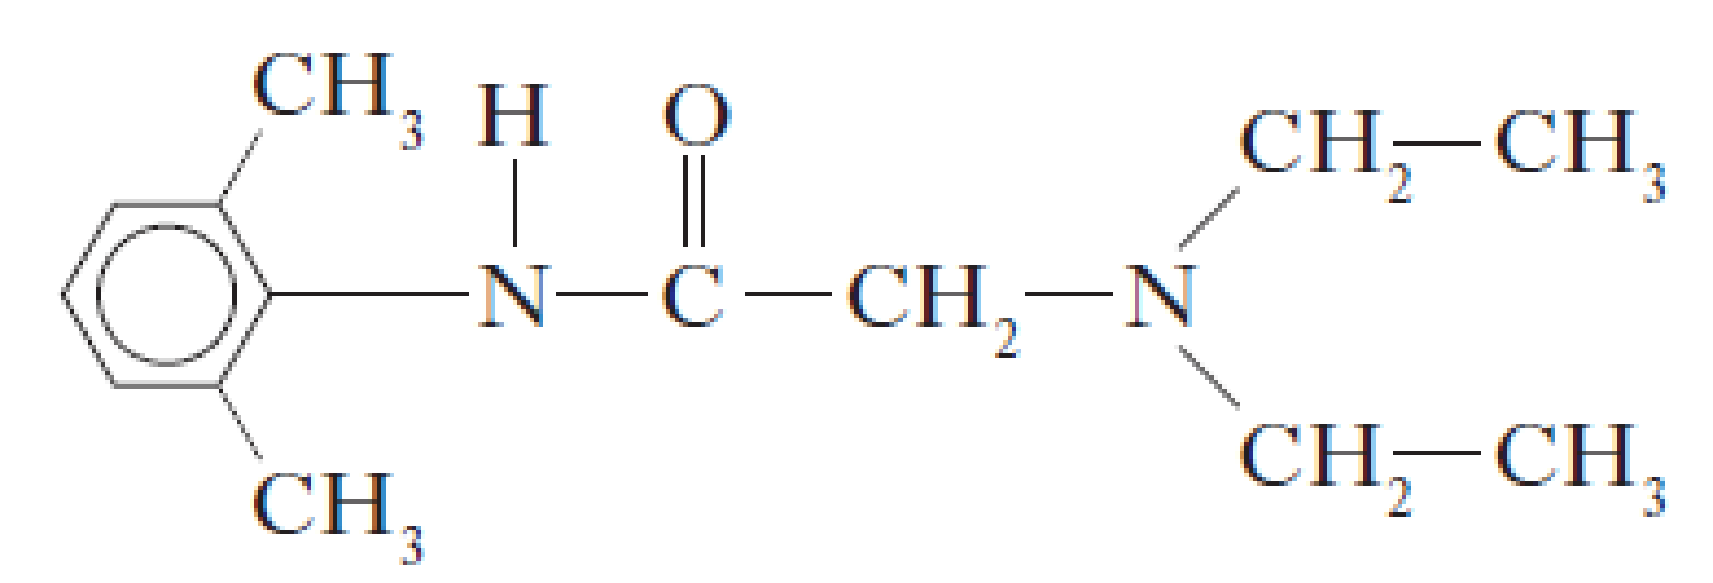 CH3 H O CH2—CH3
N—C—CH2—N
CH3 CH2—CH3